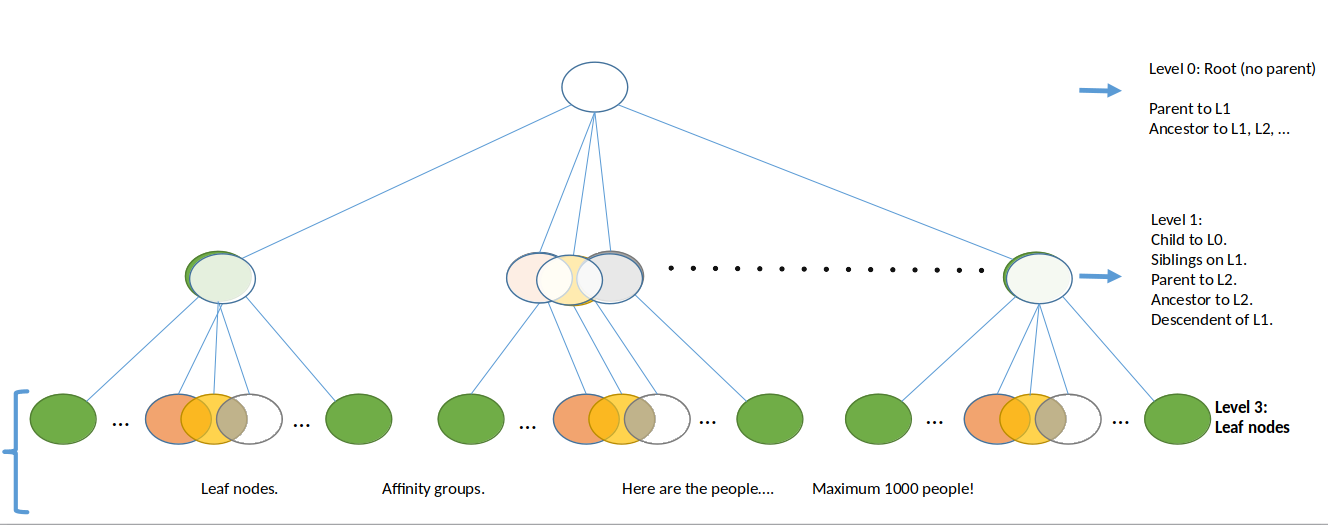 Level 0: Root (no parent)
Parent to L1
Ancestor to L1, L2, ...
Level 1:
Child to L0.
Siblings on L1.
Parent to L2.
Ancestor to L2.
Descendent of L1.
... ... ... ... ... ...
Level 3:
Leaf nodes
Leaf nodes. Affinity groups. Here are the people.... Maximum 1000 people!